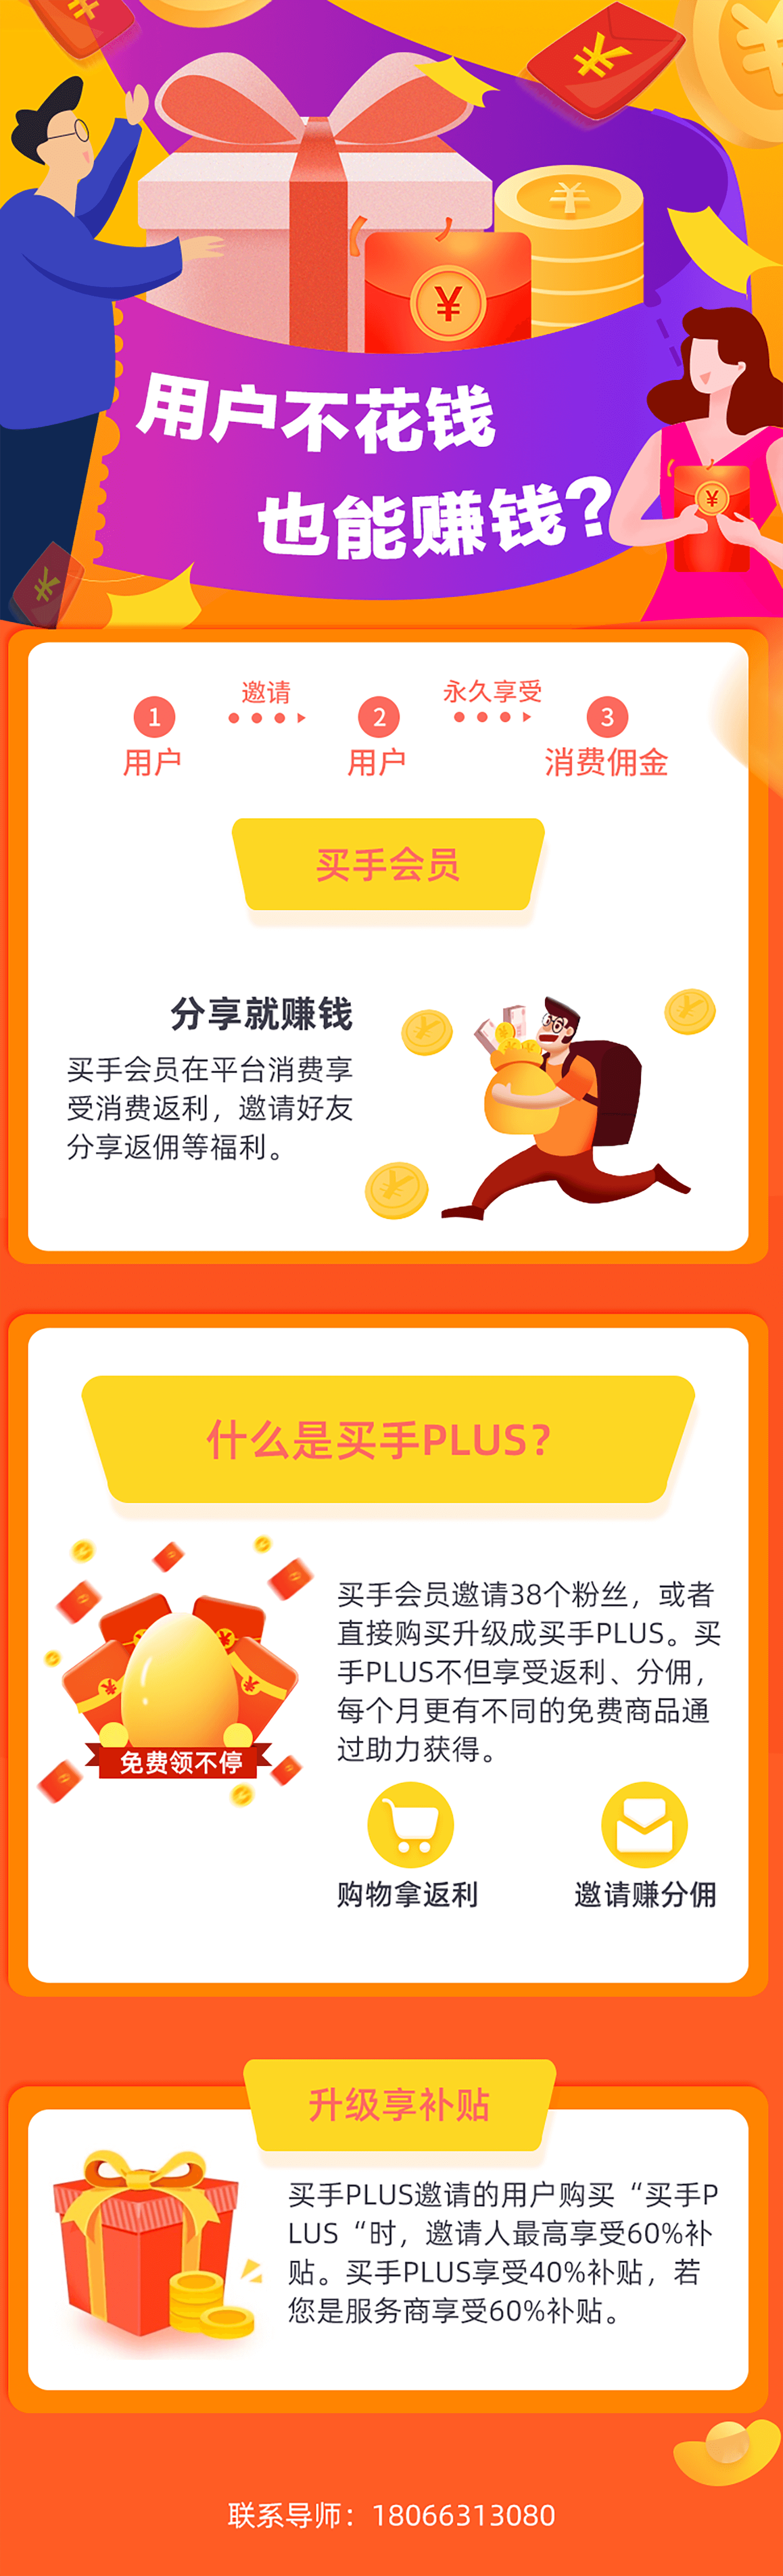 用户不花钱
也能赚钱?
邀请
永久享受
1
2
3
用户
用户
消费佣金
买手会员
分享就赚钱
买手会员在平台消费享
受消费返利，邀请好友
分享返佣等福利。
什么是买手PLUS?
买手会员邀请38个粉丝，或者
直接购买升级成买手PLUS。买
手PLUS不但享受返利、分佣，
每个月更有不同的免费商品通
过助力获得。
免费领不停
购物拿返利
邀请赚分佣
升级享补贴
买手PLUS邀请的用户购买“买手P
LUS“时，邀请人最高享受60%补
贴。买手PLUS享受40%补贴，若
您是服务商享受60%补贴。
联系导师：18066313080